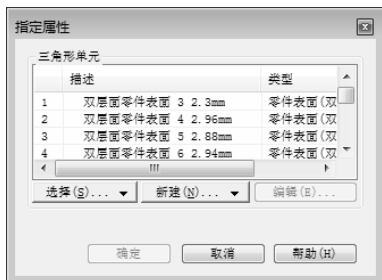 指定属性
三角形单元
描述 类型
1 双层面零件表面 3 2.3mm 零件表面(双
2 双层面零件表面 4 2.96mm 零件表面(双
3 双层面零件表面 5 2.88mm 零件表面(双
4 双层面零件表面 6 2.94mm 零件表面(双
选择(S)... 新建(N)... 编辑(E)...
确定 取消 帮助(H)